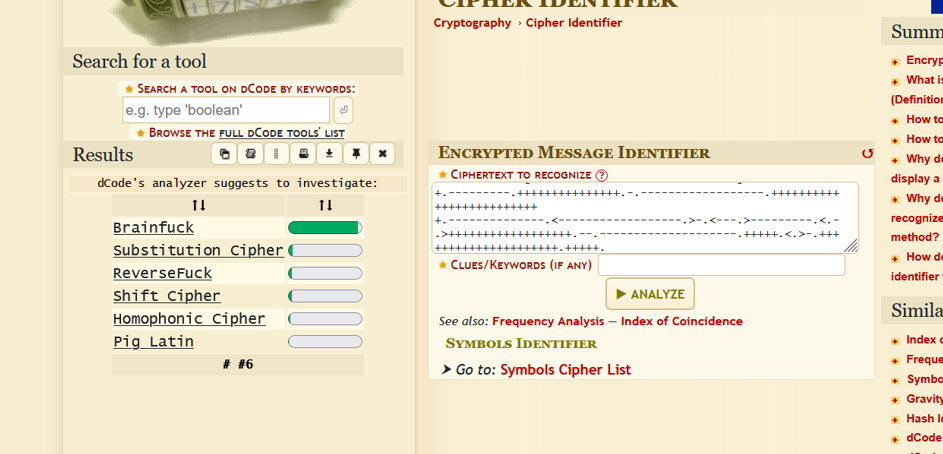 CIPHER IDENTIFIER
Cryptography › Cipher Identifier
Search for a tool
SEARCH A TOOL ON DCODE BY KEYWORDS:
e.g. type 'boolean'
BROWSE THE FULL DCODE TOOLS' LIST
Results
dCode's analyzer suggests to investigate:
↑↓ ↑↓
Brainfuck
Substitution Cipher
ReverseFuck
Shift Cipher
Homophonic Cipher
Pig Latin
# #6
ENCRYPTED MESSAGE IDENTIFIER
CIPHERTEXT TO RECOGNIZE ?
CLUES/KEYWORDS (IF ANY)
ANALYZE
See also: Frequency Analysis — Index of Coincidence
SYMBOLS IDENTIFIER
Go to: Symbols Cipher List
Summ
Encryp
What is
(Definition
How to
How to
Why do
display a
Why do
recognize
method?
How do
identifier
Simila
Index o
Freque
Symbo
Gravity
Hash Id
dCode